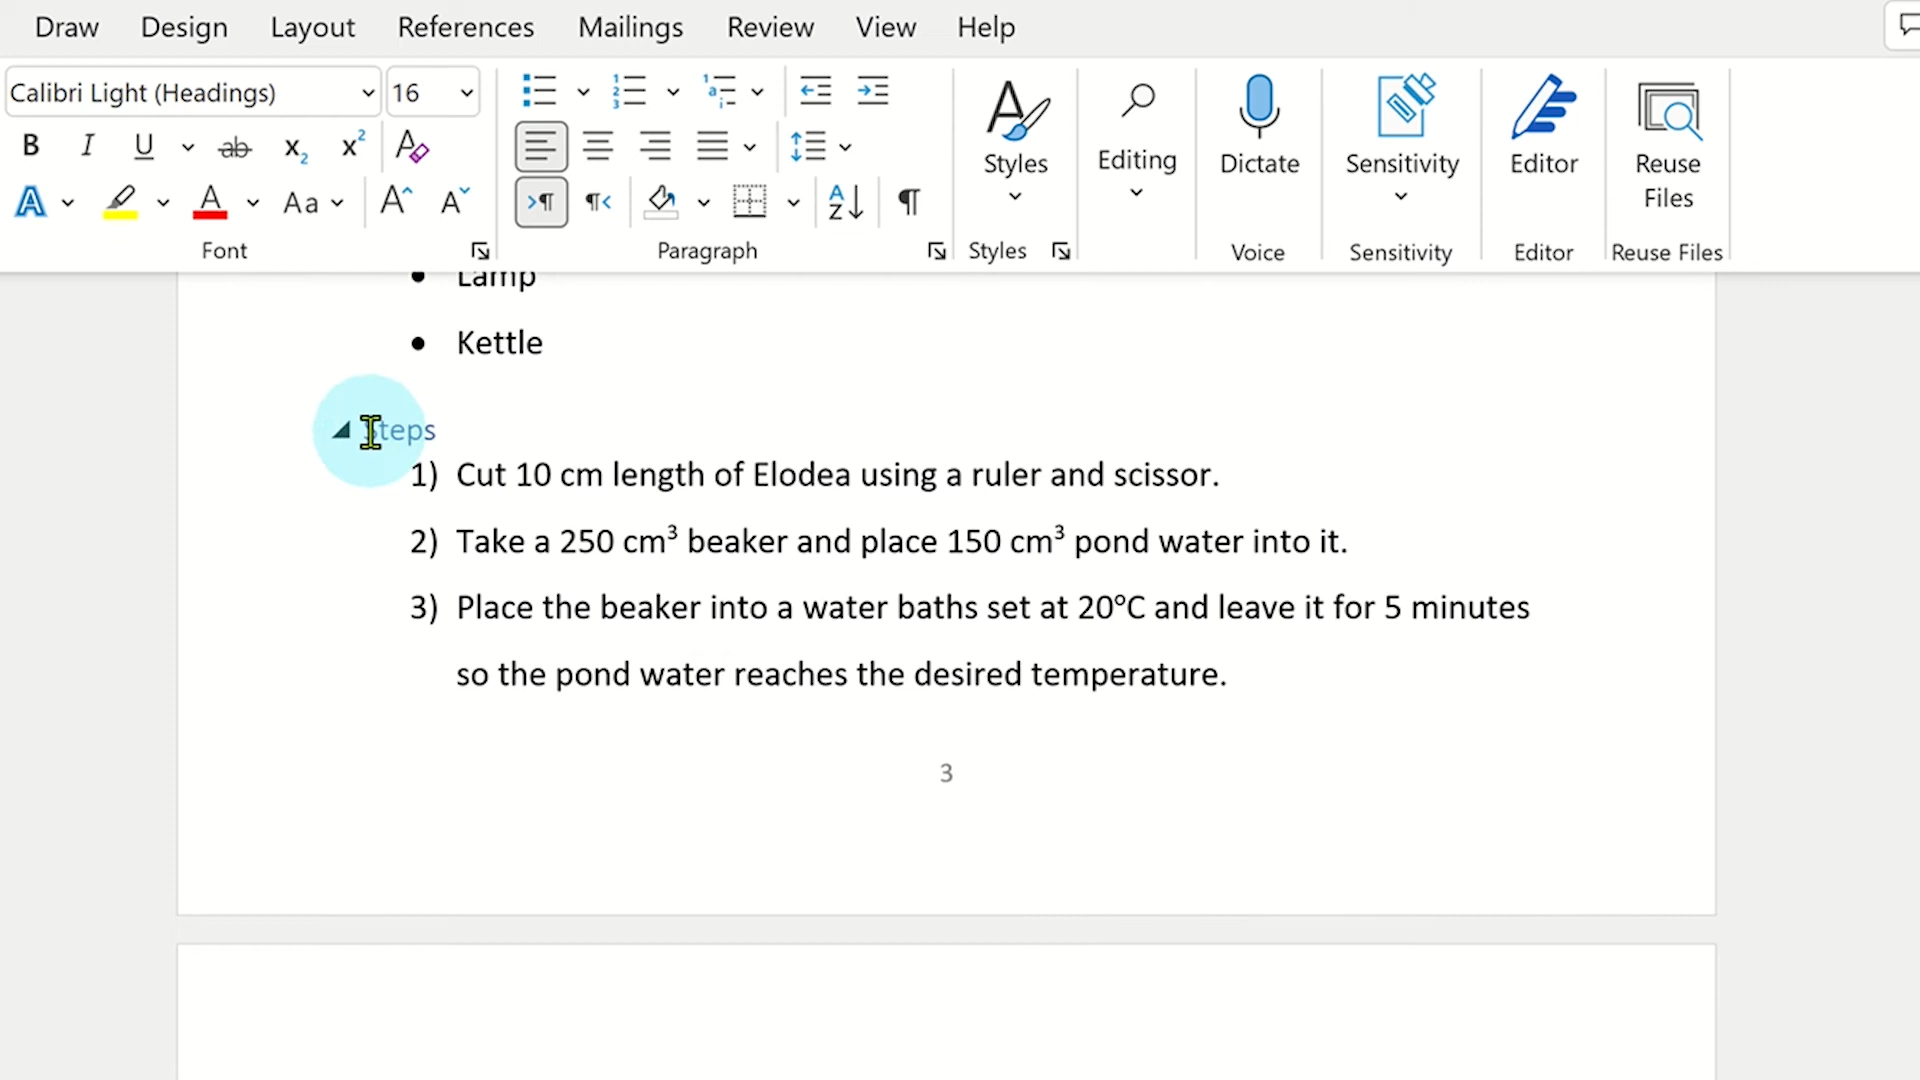 Draw Design Layout References Mailings Review View Help
Calibri Light (Headings) 16
B I U ab x2 x2 A
A A Aa A A A Z ¶
Styles
Editing
Dictate
Sensitivity
Editor
Reuse
Files
Font Paragraph Styles Voice Sensitivity Editor Reuse Files
• Lamp
• Kettle
Steps
1) Cut 10 cm length of Elodea using a ruler and scissor.
2) Take a 250 cm³ beaker and place 150 cm³ pond water into it.
3) Place the beaker into a water baths set at 20°C and leave it for 5 minutes
so the pond water reaches the desired temperature.
3